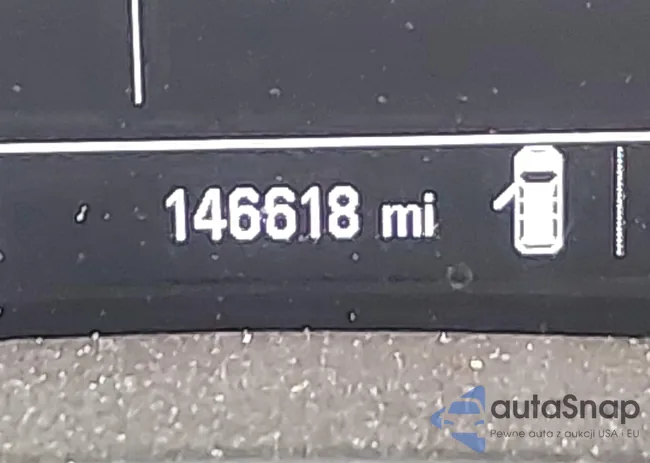 146618 mi
autaSnap
Pewne auta z aukcji USA • EU